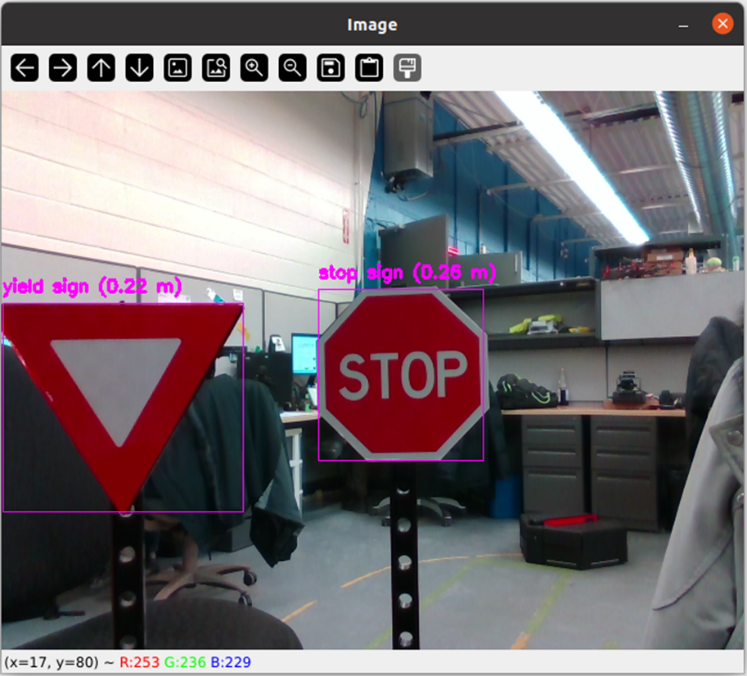 Image
stop sign (0.26 m)
yield sign (0.22 m)
STOP
(x=17, y=80) ~ R:253 G:236 B:229